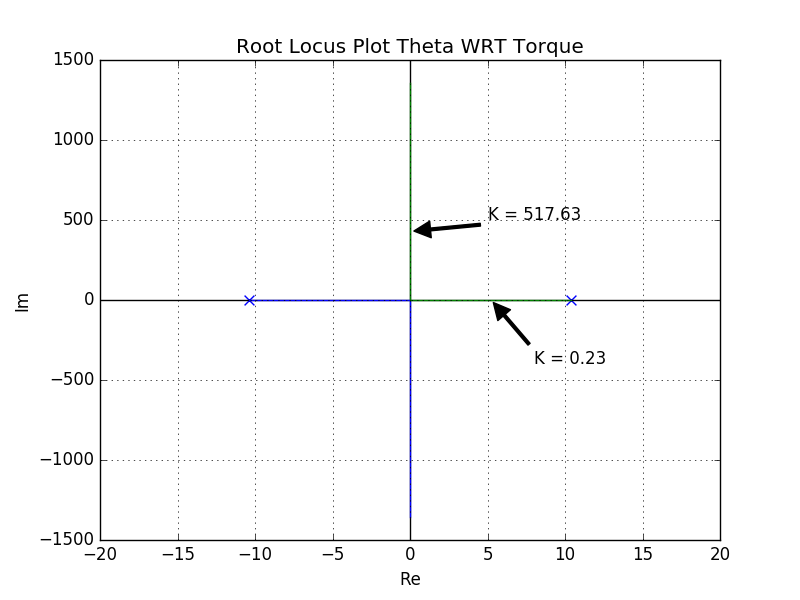 Root Locus Plot Theta WRT Torque
1500
1000
K = 517.63
500
Im
0
K = 0.23
−500
−1000
−1500
−20 −15 −10 −5 0 5 10 15 20
Re